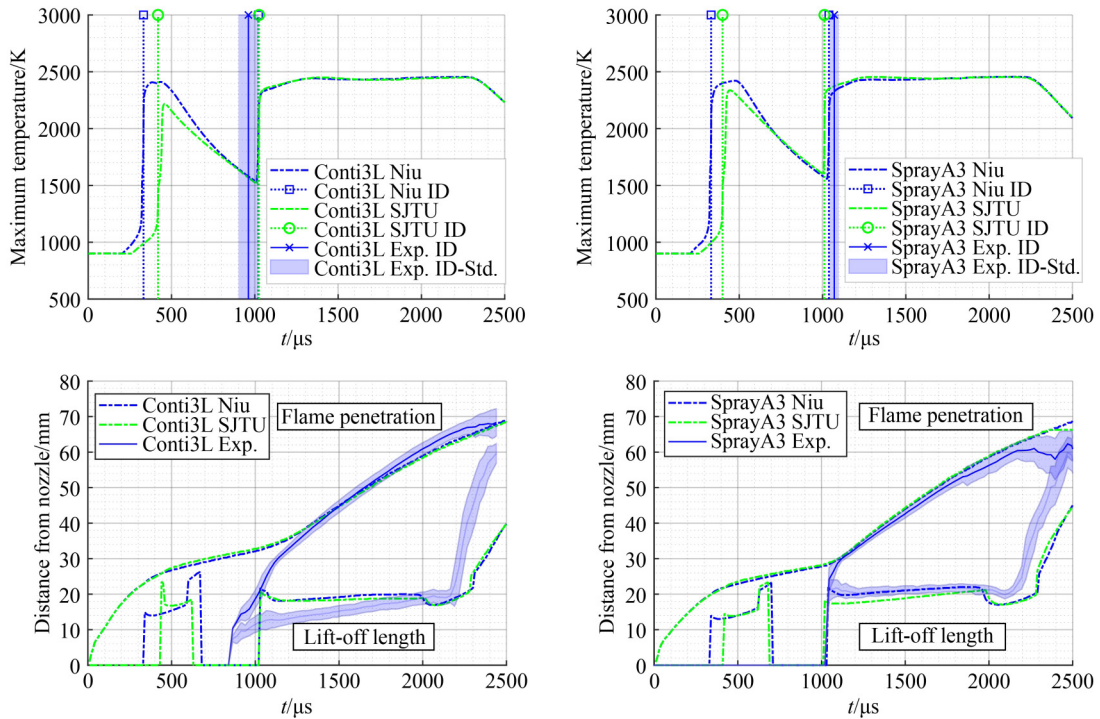 3000
2500
2000
1500
1000
500
Maximum temperature/K
Conti3L Niu
Conti3L Niu ID
Conti3L SJTU
Conti3L SJTU ID
Conti3L Exp. ID
Conti3L Exp. ID-Std.
0 500 1000 1500 2000 2500
t/μs
3000
2500
2000
1500
1000
500
Maximum temperature/K
SprayA3 Niu
SprayA3 Niu ID
SprayA3 SJTU
SprayA3 SJTU ID
SprayA3 Exp. ID
SprayA3 Exp. ID-Std.
0 500 1000 1500 2000 2500
t/μs
80
70
60
50
40
30
20
10
0
Distance from nozzle/mm
Conti3L Niu
Conti3L SJTU
Conti3L Exp.
Flame penetration
Lift-off length
0 500 1000 1500 2000 2500
t/μs
80
70
60
50
40
30
20
10
0
Distance from nozzle/mm
SprayA3 Niu
SprayA3 SJTU
SprayA3 Exp.
Flame penetration
Lift-off length
0 500 1000 1500 2000 2500
t/μs